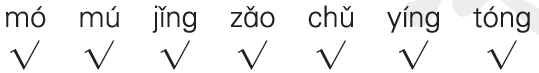 mó mú jǐng zǎo chǔ yíng tóng
√ √ √ √ √ √ √